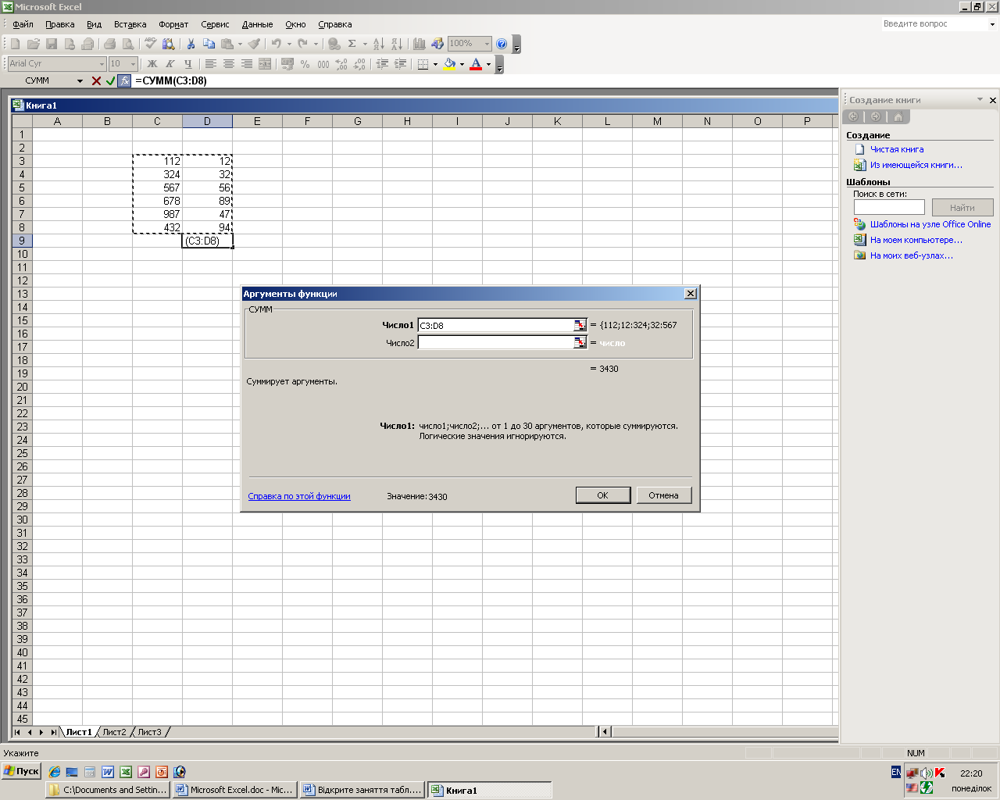 Microsoft Excel
Файл Правка Вид Вставка Формат Сервис Данные Окно Справка
Введите вопрос
100%
Arial Cyr 10 Ж К Ч
СУММ =СУММ(C3:D8)
Книга1
A B C D E F G H I J K L M N O P
1
2
3 112 12
4 324 32
5 567 56
6 678 89
7 987 47
8 432 94
9 (C3:D8)
10
11
12
13
14
15
16
17
18
19
20
21
22
23
24
25
26
27
28
29
30
31
32
33
34
35
36
37
38
39
40
41
42
43
44
45
Аргументы функции
СУММ
Число1 C3:D8 = {112;12:324;32:567
Число2 = число
= 3430
Суммирует аргументы.
Число1: число1;число2;... от 1 до 30 аргументов, которые суммируются.
Логические значения игнорируются.
Справка по этой функции
Значение:3430
ОК
Отмена
Создание книги
Создание
Чистая книга
Из имеющейся книги...
Шаблоны
Поиск в сети:
Найти
Шаблоны на узле Office Online
На моем компьютере...
На моих веб-узлах...
Лист1 Лист2 Лист3
Укажите
NUM
Пуск
C:\Documents and Settin...
Microsoft Excel.doc - Mic...
Відкрите заняття табл....
Книга1
EN
22:20
понеділок